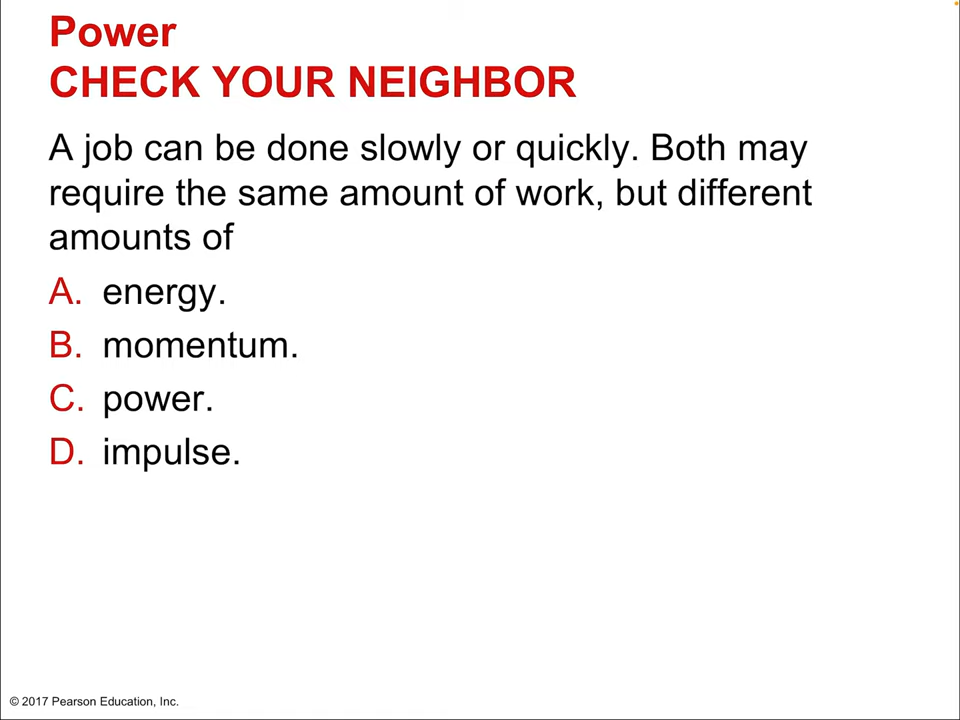 Power
CHECK YOUR NEIGHBOR
A job can be done slowly or quickly. Both may
require the same amount of work, but different
amounts of
A. energy.
B. momentum.
C. power.
D. impulse.
© 2017 Pearson Education, Inc.